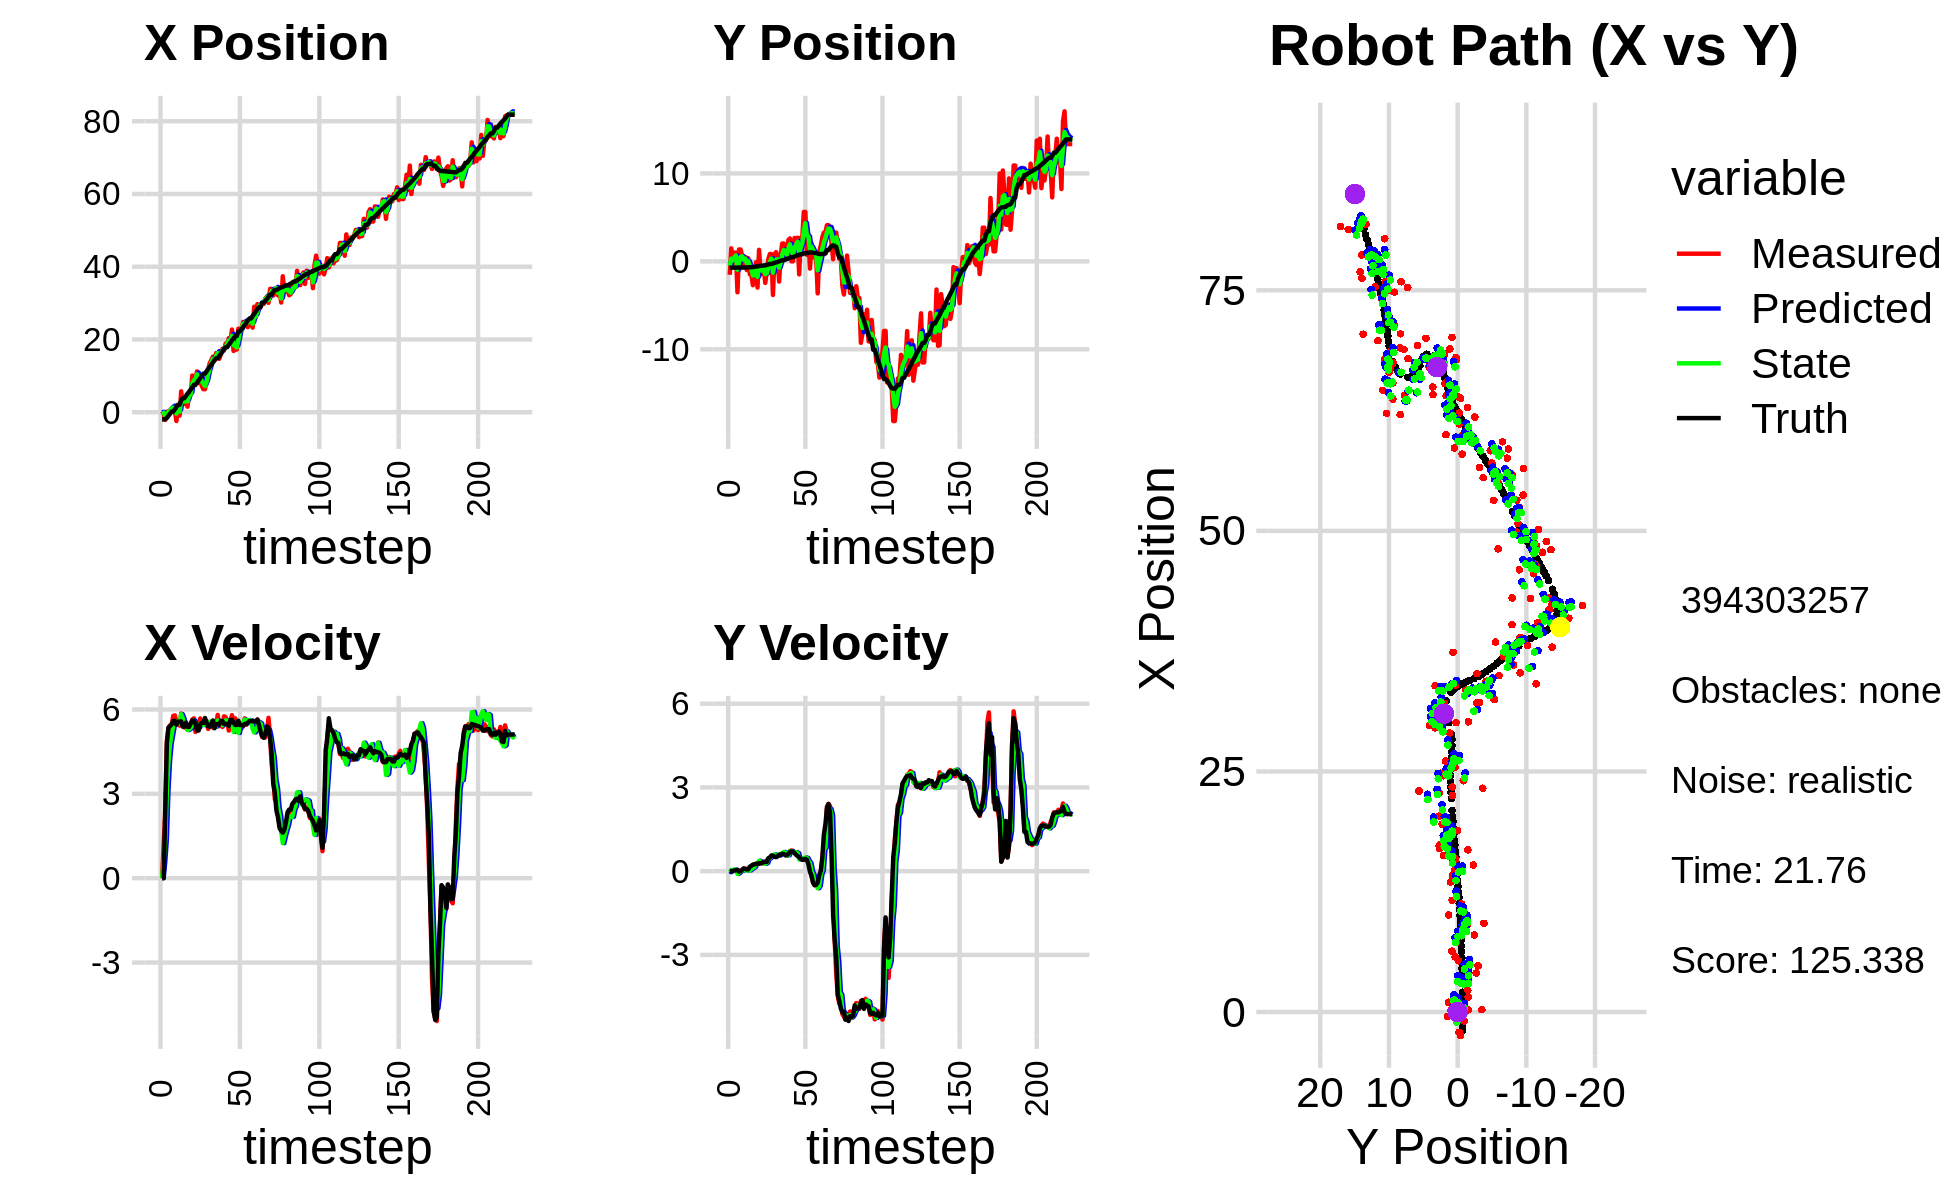 X Position
80
60
40
20
0
0
50
100
150
200
timestep
Y Position
10
0
-10
0
50
100
150
200
timestep
X Velocity
6
3
0
-3
0
50
100
150
200
timestep
Y Velocity
6
3
0
-3
0
50
100
150
200
timestep
Robot Path (X vs Y)
X Position
75
50
25
0
20
10
0
-10
-20
Y Position
variable
Measured
Predicted
State
Truth
394303257
Obstacles: none
Noise: realistic
Time: 21.76
Score: 125.338